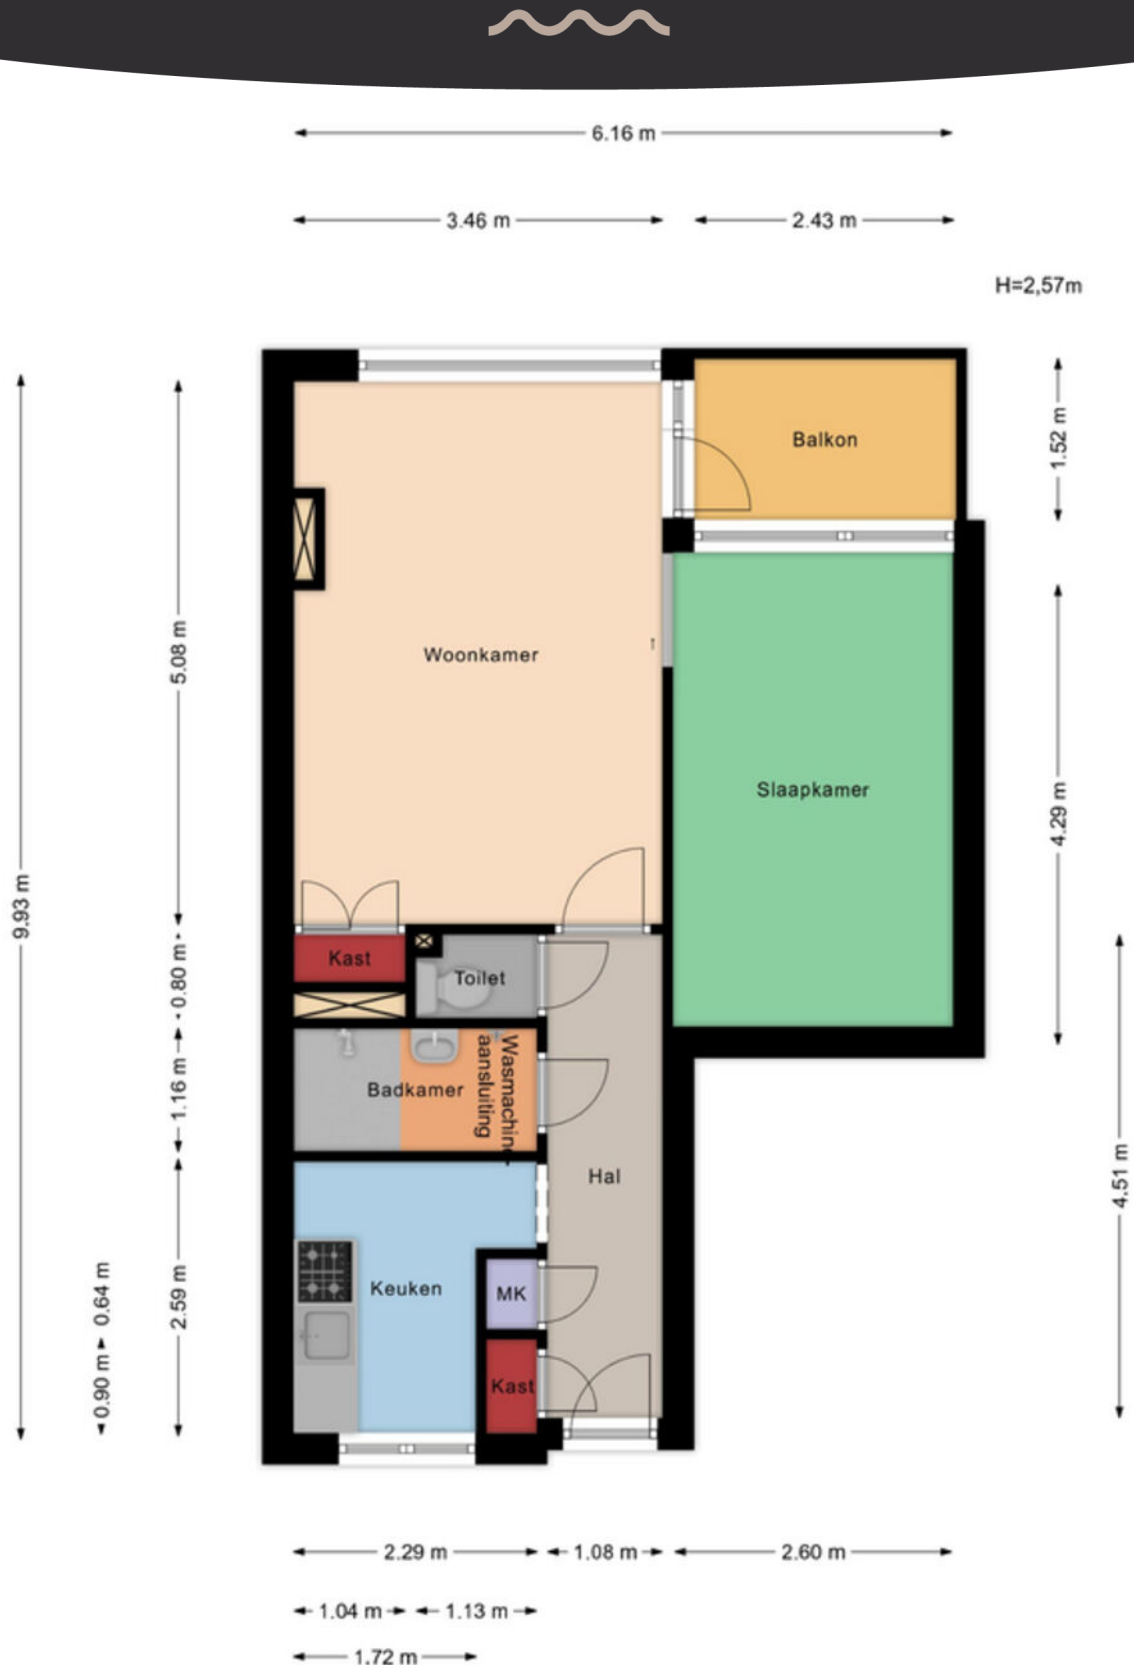 6.16 m
3.46 m
2.43 m
H=2,57m
Balkon
1.52 m
Woonkamer
5.08 m
Slaapkamer
4.29 m
9.93 m
Kast
0.80 m
Toilet
Badkamer
Wasmachine-
aansluiting
1.16 m
Hal
4.51 m
Keuken
MK
2.59 m
0.64 m
0.90 m
Kast
2.29 m
1.08 m
2.60 m
1.04 m
1.13 m
1.72 m